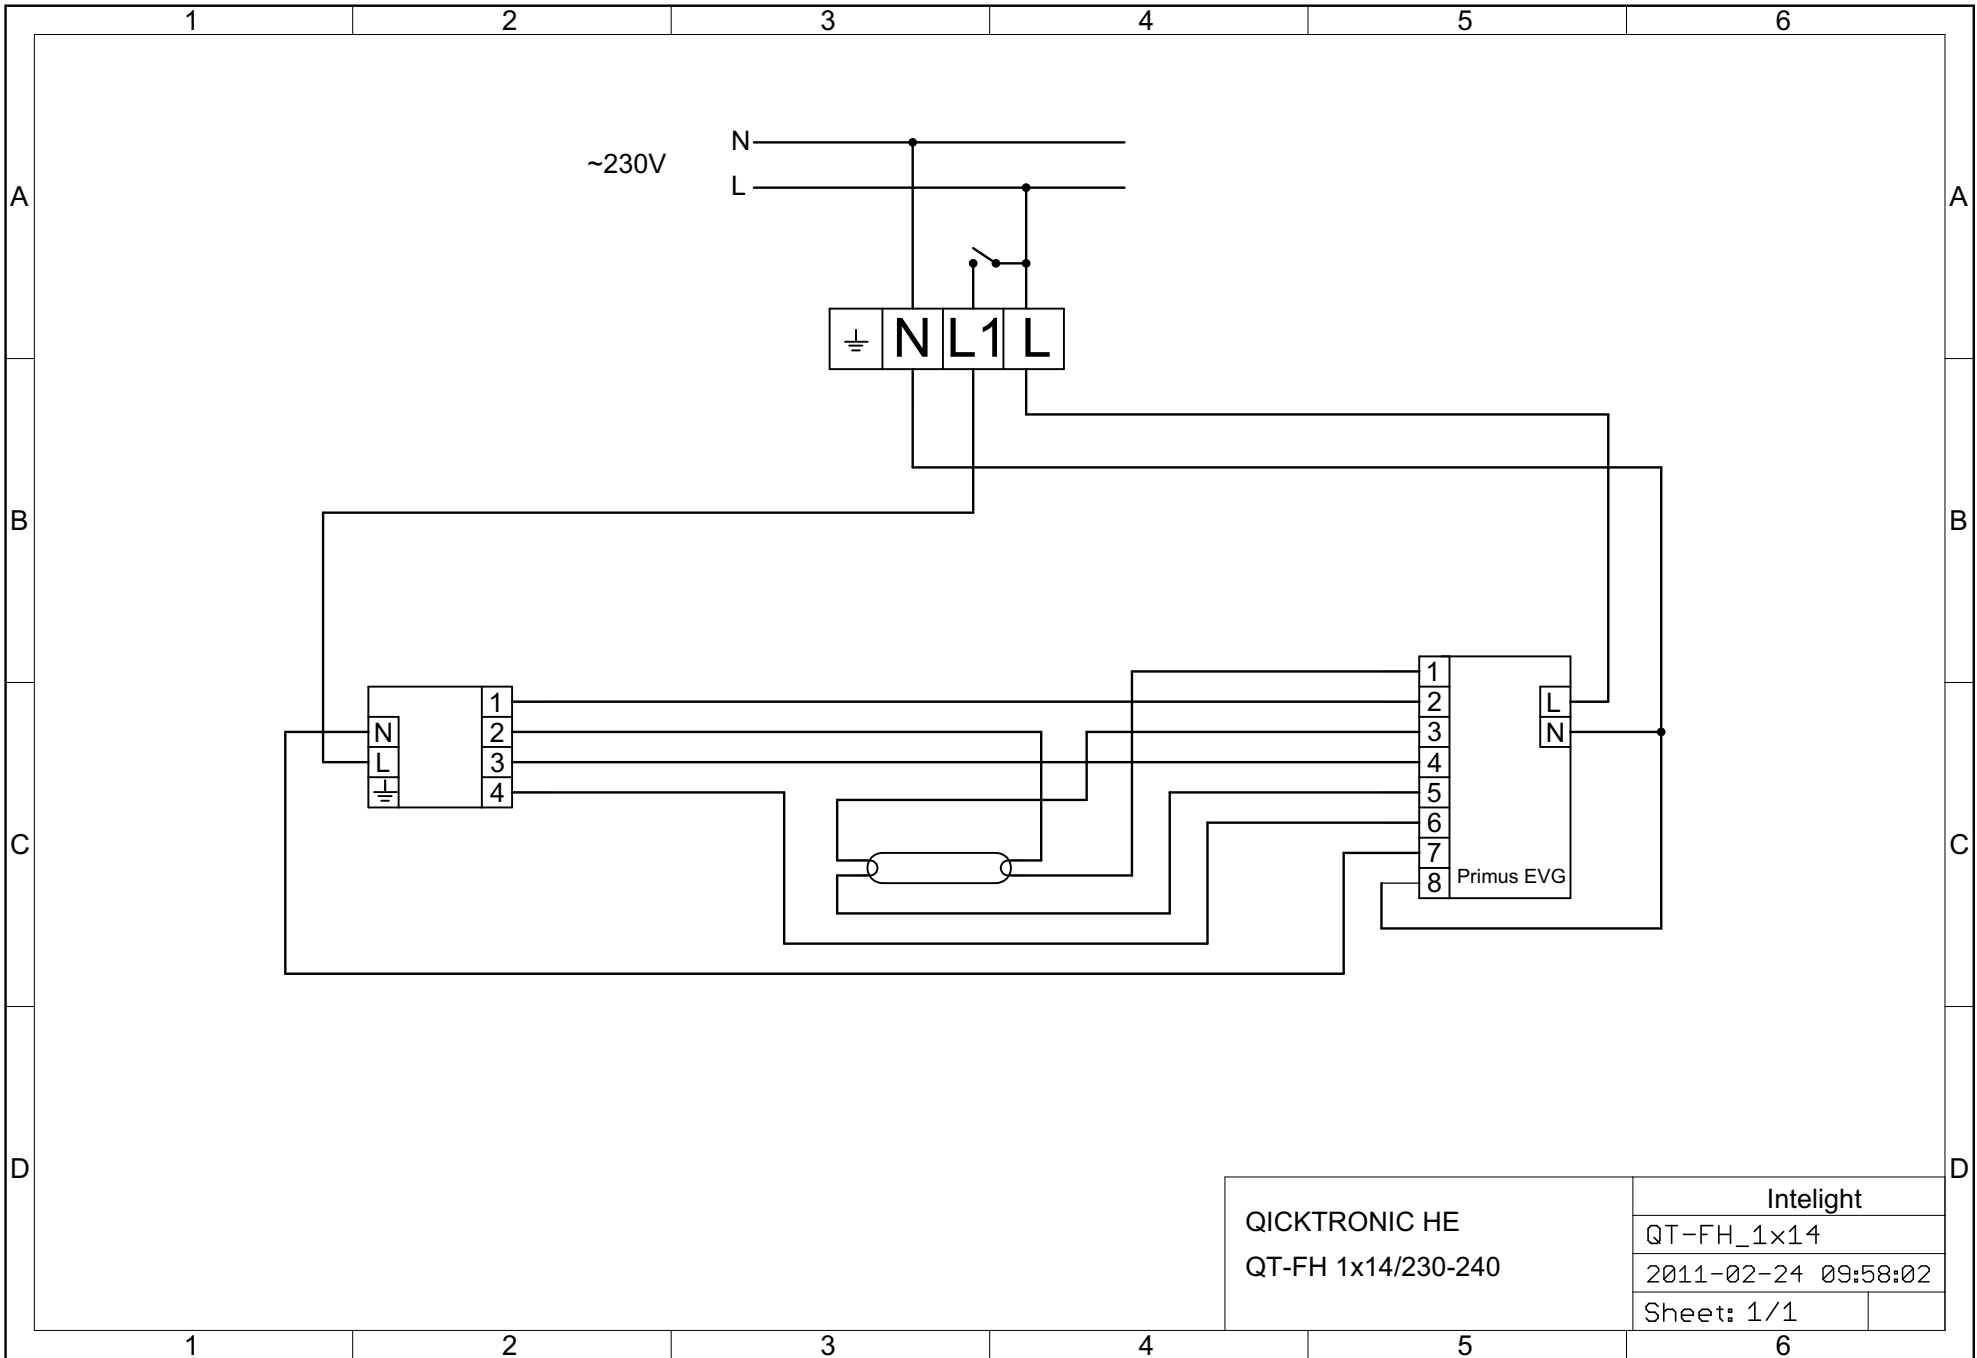 1 2 3 4 5 6
N
~230V
L
A A
⏚ N L1 L
B B
1
1 2 L
N 2 3 N
L 3 4
⏚ 4 5
6
C 7 C
8 Primus EVG
D D
Intelight
QICKTRONIC HE
QT-FH_1x14
QT-FH 1x14/230-240
2011-02-24 09:58:02
Sheet: 1/1
1 2 3 4 5 6